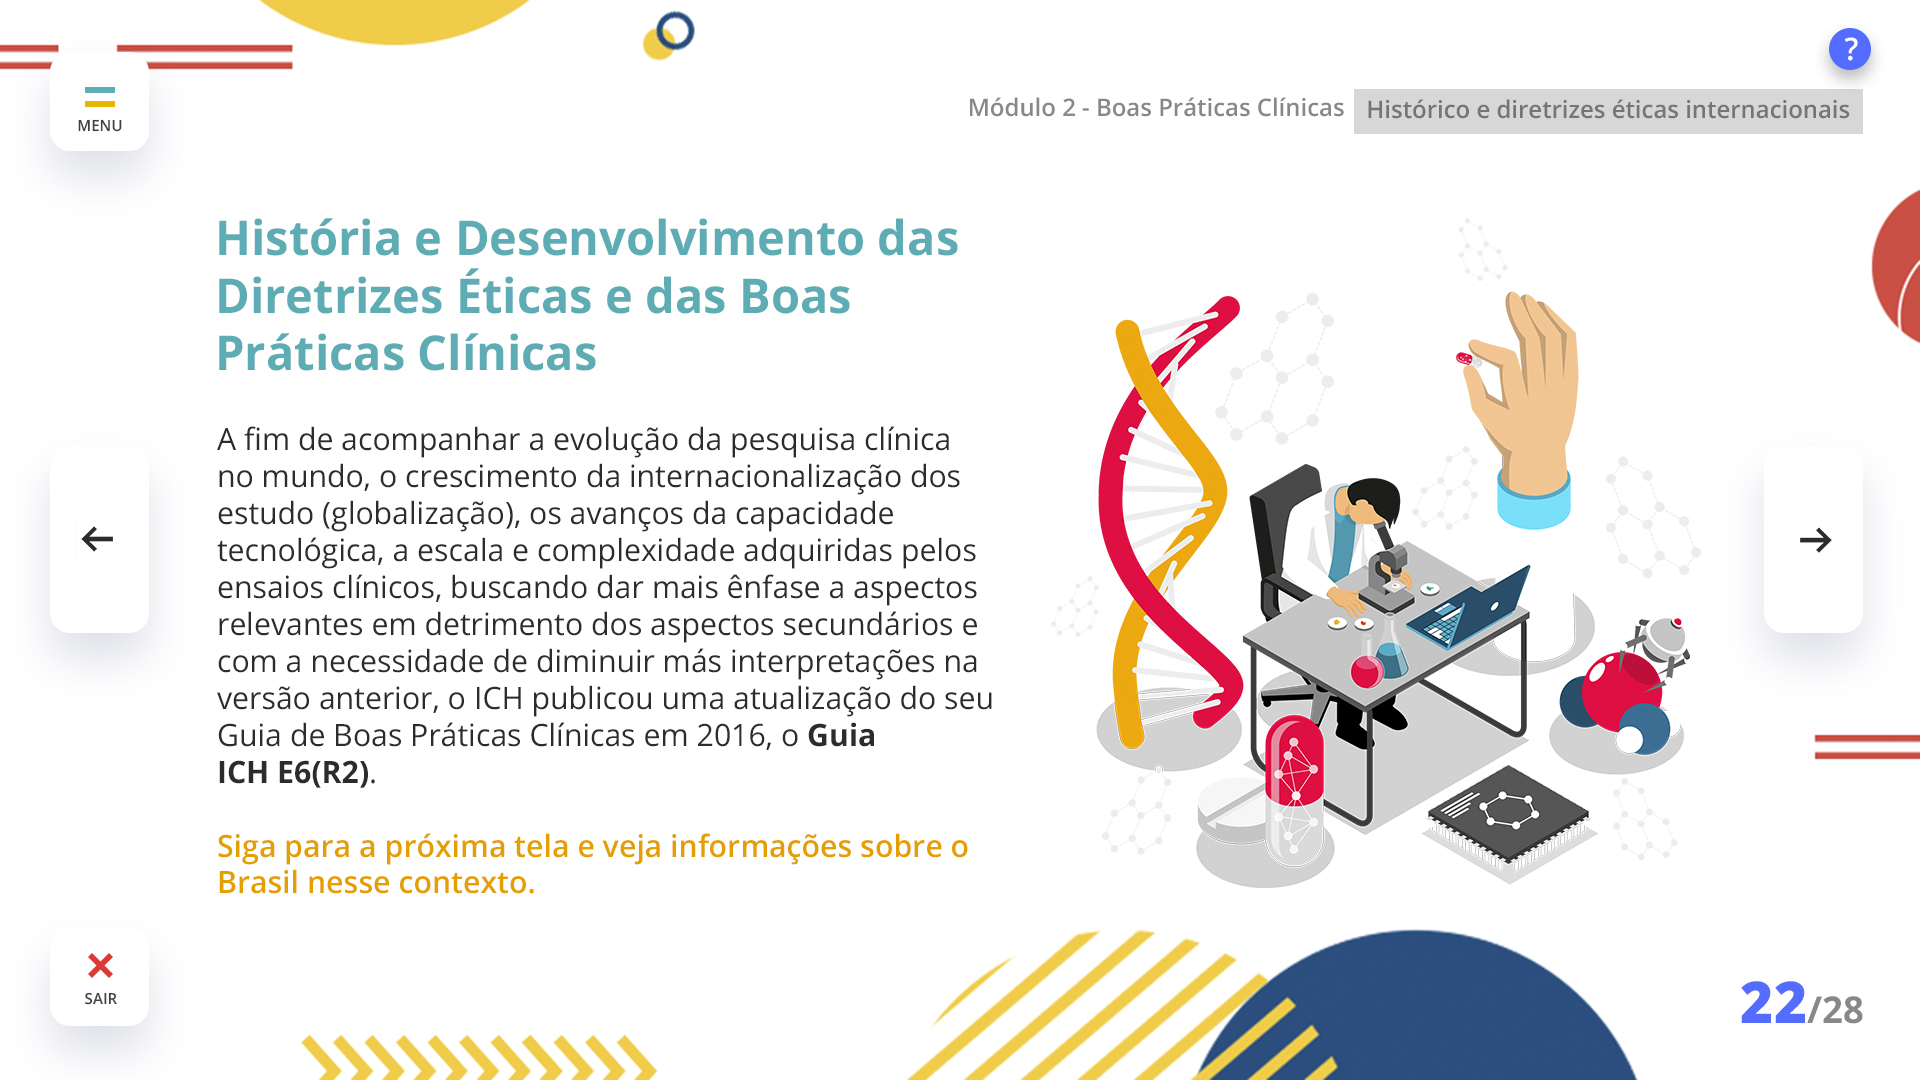 ?
MENU
Módulo 2 - Boas Práticas Clínicas
Histórico e diretrizes éticas internacionais
História e Desenvolvimento das
Diretrizes Éticas e das Boas
Práticas Clínicas
A fim de acompanhar a evolução da pesquisa clínica
no mundo, o crescimento da internacionalização dos
estudo (globalização), os avanços da capacidade
tecnológica, a escala e complexidade adquiridas pelos
ensaios clínicos, buscando dar mais ênfase a aspectos
relevantes em detrimento dos aspectos secundários e
com a necessidade de diminuir más interpretações na
versão anterior, o ICH publicou uma atualização do seu
Guia de Boas Práticas Clínicas em 2016, o Guia
ICH E6(R2).
Siga para a próxima tela e veja informações sobre o
Brasil nesse contexto.
SAIR
22/28